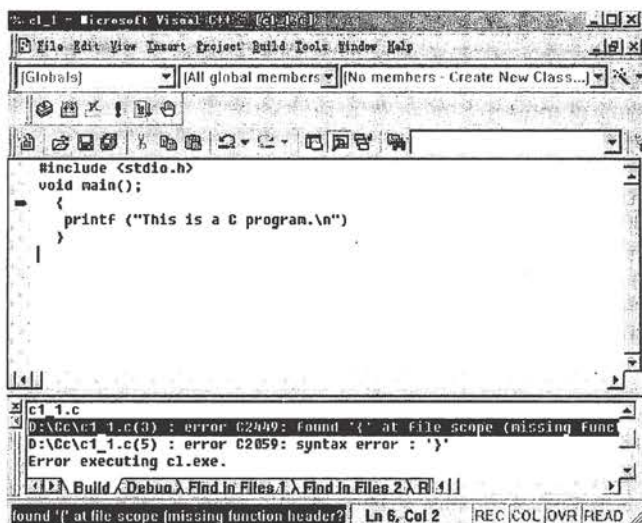 c1_1 - Microsoft Visual C++ - [c1_1.c]
File Edit View Insert Project Build Tools Window Help
(Globals) (All global members (No members - Create New Class...)
#include <stdio.h>
void main();
{
printf ("This is a C program.\n")
}
c1_1.c
D:\Cc\c1_1.c(3) : error C2449: found '{' at file scope (missing funct
D:\Cc\c1_1.c(5) : error C2059: syntax error : '}'
Error executing cl.exe.
Build Debug Find in Files 1 Find in Files 2 R
found '{' at file scope (missing function header? Ln 6, Col 2 REC COL OVR READ